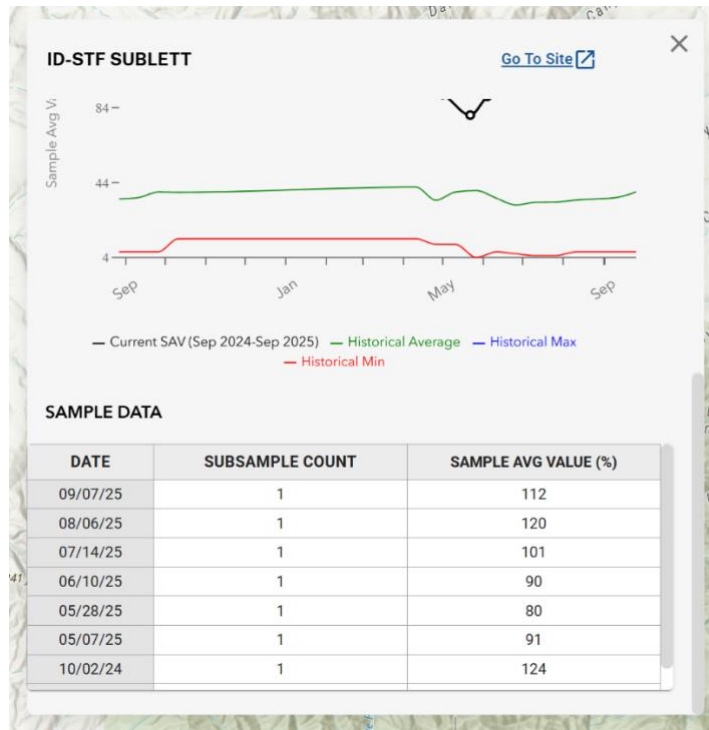 ID-STF SUBLETT
Go To Site
Sample Avg V
84
44
4
Sep
Jan
May
Sep
Current SAV (Sep 2024-Sep 2025) Historical Average Historical Max
Historical Min
SAMPLE DATA
DATE SUBSAMPLE COUNT SAMPLE AVG VALUE (%)
09/07/25 1 112
08/06/25 1 120
07/14/25 1 101
06/10/25 1 90
05/28/25 1 80
05/07/25 1 91
10/02/24 1 124